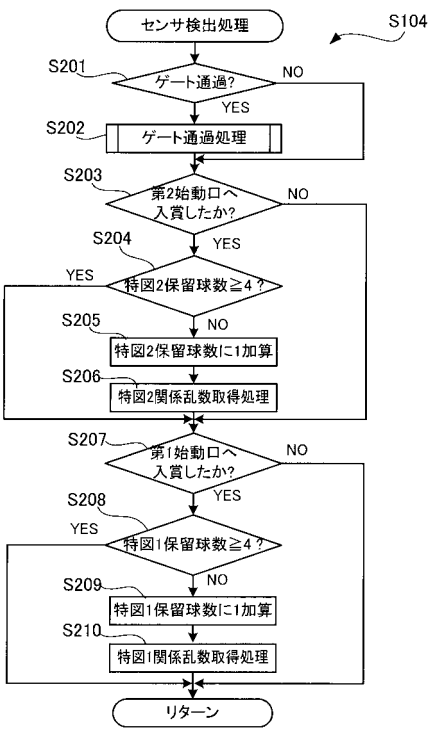 センサ検出処理
S104
S201
ゲート通過?
NO
YES
S202
ゲート通過処理
S203
第2始動口へ
入賞したか?
NO
YES
S204
YES
特図2保留球数≧4?
NO
S205
特図2保留球数に1加算
S206
特図2関係乱数取得処理
S207
第1始動口へ
入賞したか?
NO
YES
S208
YES
特図1保留球数≧4?
NO
S209
特図1保留球数に1加算
S210
特図1関係乱数取得処理
リターン